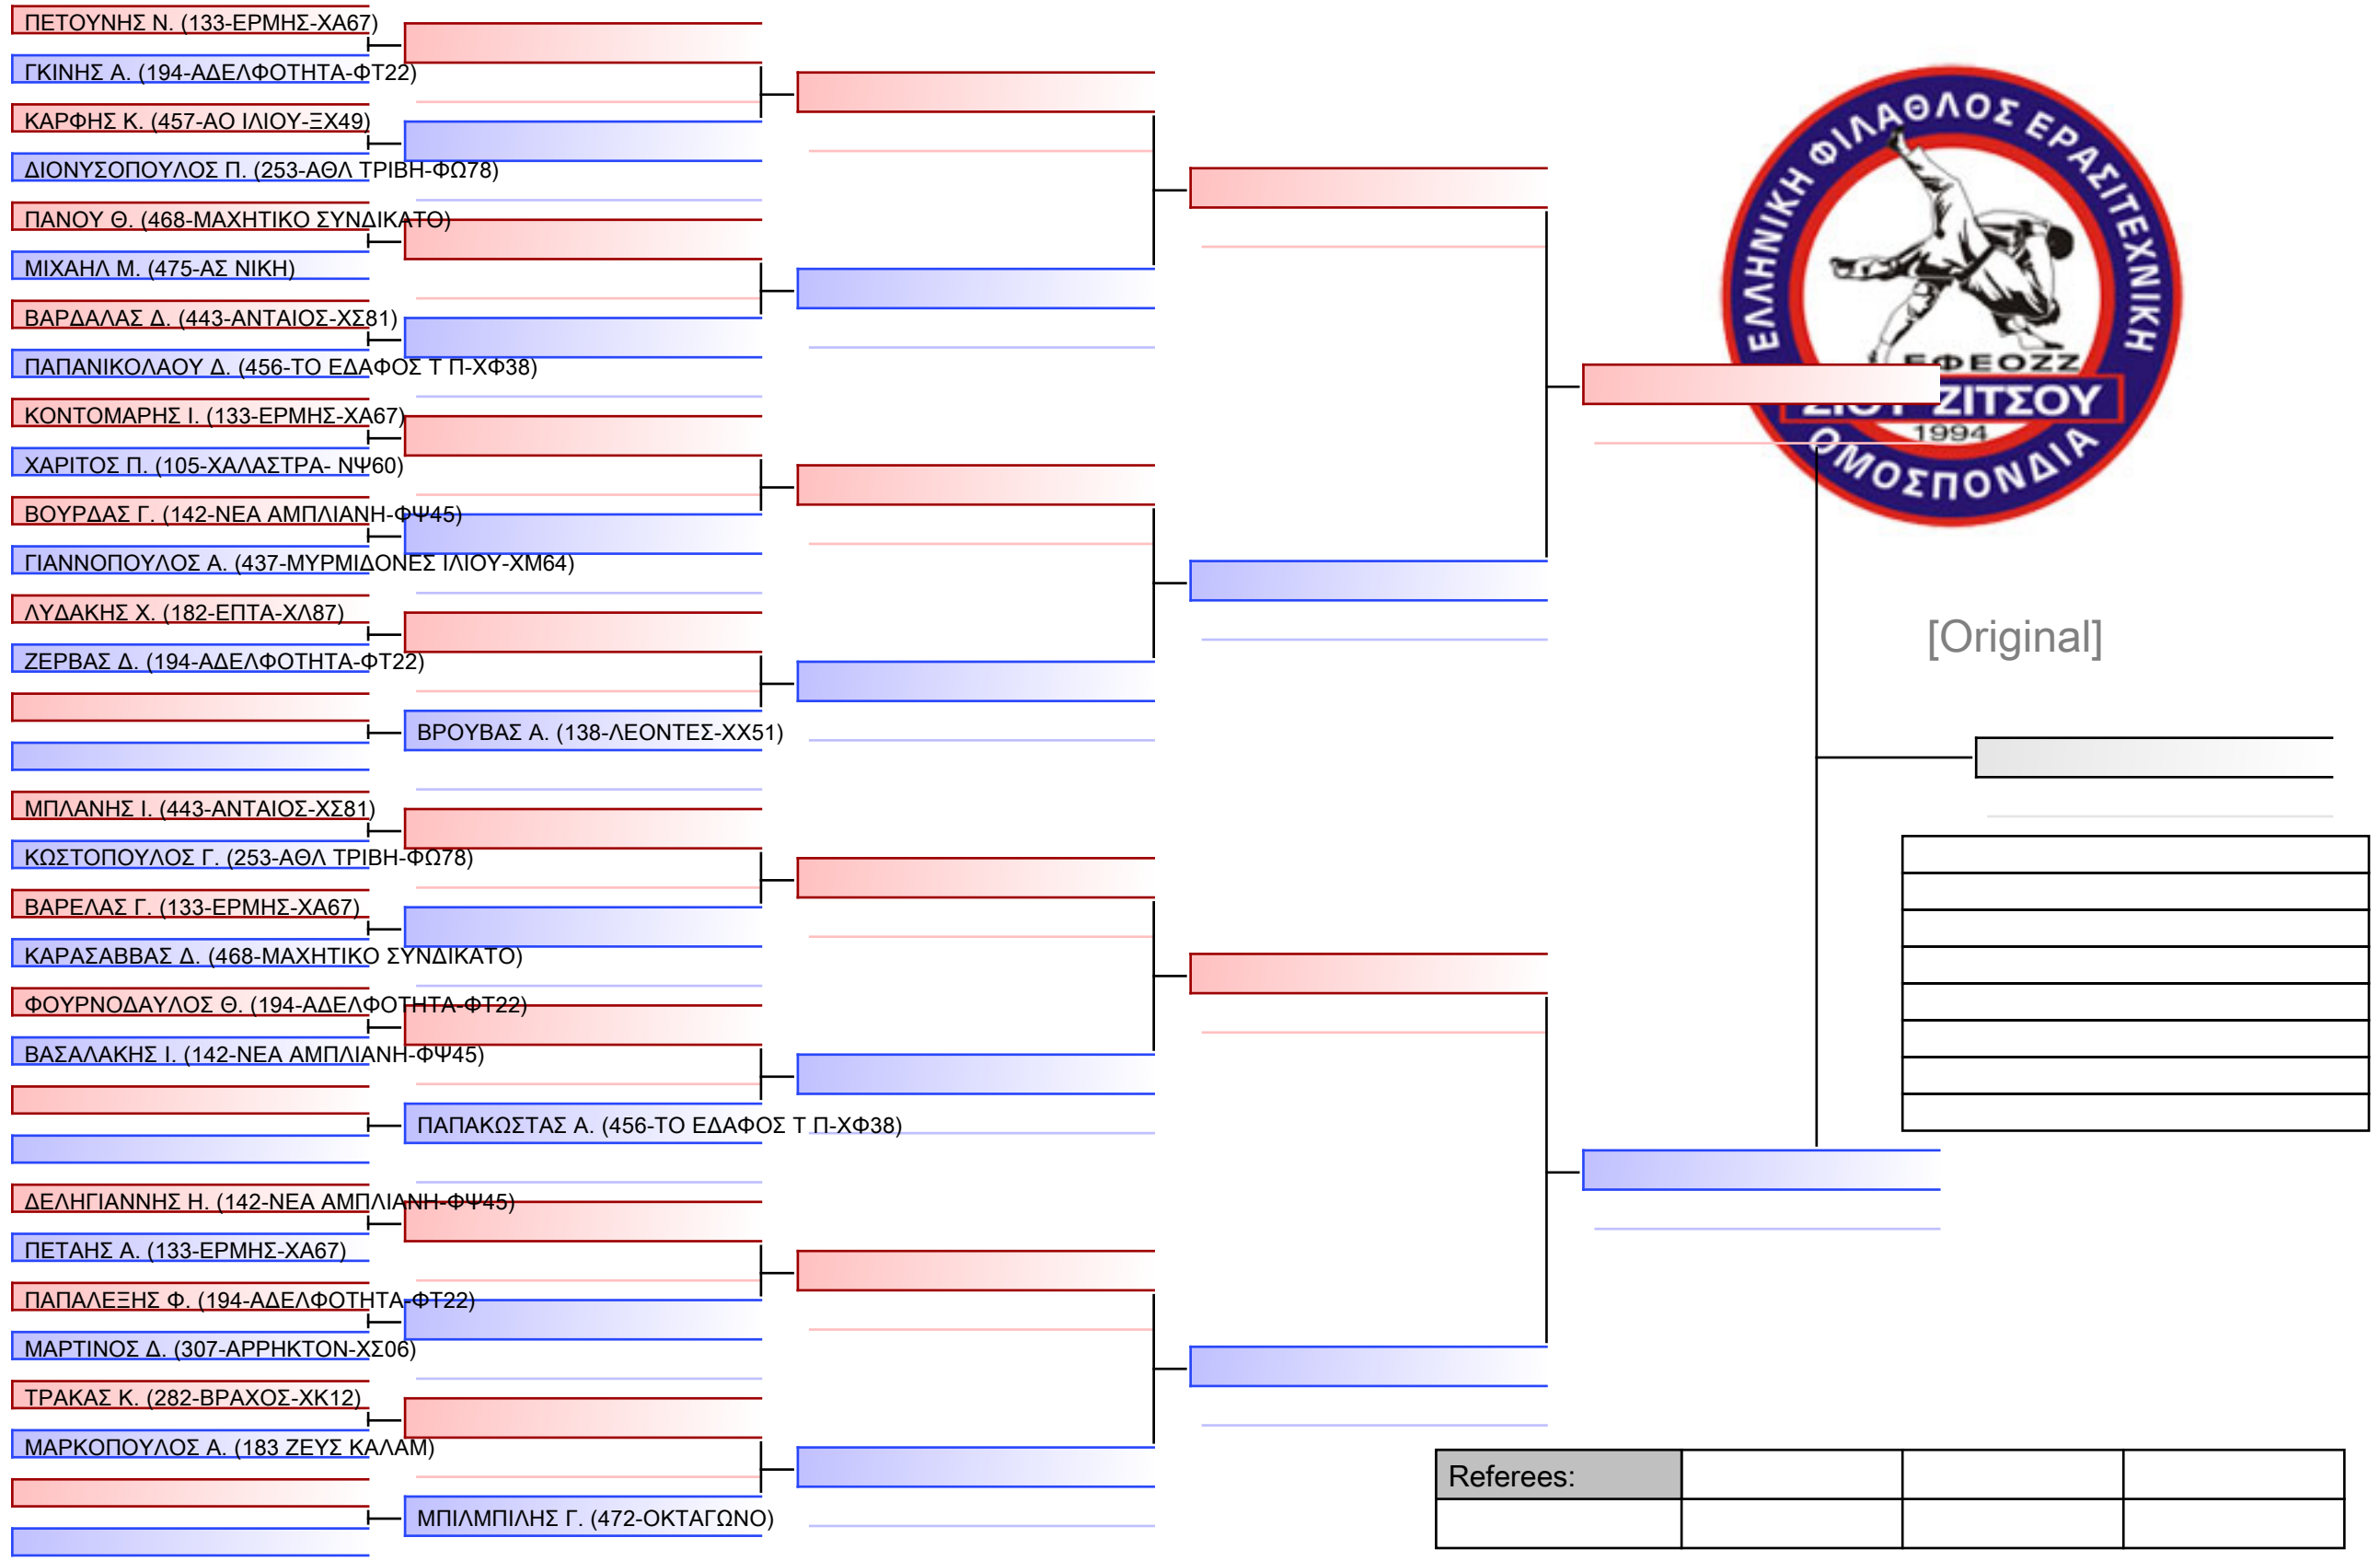 ΠΕΤΟΥΝΗΣ Ν. (133-ΕΡΜΗΣ-ΧΑ67)
ΓΚΙΝΗΣ Α. (194-ΑΔΕΛΦΟΤΗΤΑ-ΦΤ22)
ΚΑΡΦΗΣ Κ. (457-ΑΟ ΙΛΙΟΥ-ΞΧ49)
ΔΙΟΝΥΣΟΠΟΥΛΟΣ Π. (253-ΑΘΛ ΤΡΙΒΗ-ΦΩ78)
ΠΑΝΟΥ Θ. (468-ΜΑΧΗΤΙΚΟ ΣΥΝΔΙΚΑΤΟ)
ΜΙΧΑΗΛ Μ. (475-ΑΣ ΝΙΚΗ)
ΒΑΡΔΑΛΑΣ Δ. (443-ΑΝΤΑΙΟΣ-ΧΣ81)
ΠΑΠΑΝΙΚΟΛΑΟΥ Δ. (456-ΤΟ ΕΔΑΦΟΣ Τ Π-ΧΦ38)
ΚΟΝΤΟΜΑΡΗΣ Ι. (133-ΕΡΜΗΣ-ΧΑ67)
ΧΑΡΙΤΟΣ Π. (105-ΧΑΛΑΣΤΡΑ- ΝΨ60)
ΒΟΥΡΔΑΣ Γ. (142-ΝΕΑ ΑΜΠΛΙΑΝΗ-ΦΨ45)
ΓΙΑΝΝΟΠΟΥΛΟΣ Α. (437-ΜΥΡΜΙΔΟΝΕΣ ΙΛΙΟΥ-ΧΜ64)
ΛΥΔΑΚΗΣ Χ. (182-ΕΠΤΑ-ΧΛ87)
ΖΕΡΒΑΣ Δ. (194-ΑΔΕΛΦΟΤΗΤΑ-ΦΤ22)
ΒΡΟΥΒΑΣ Α. (138-ΛΕΟΝΤΕΣ-ΧΧ51)
ΜΠΛΑΝΗΣ Ι. (443-ΑΝΤΑΙΟΣ-ΧΣ81)
ΚΩΣΤΟΠΟΥΛΟΣ Γ. (253-ΑΘΛ ΤΡΙΒΗ-ΦΩ78)
ΒΑΡΕΛΑΣ Γ. (133-ΕΡΜΗΣ-ΧΑ67)
ΚΑΡΑΣΑΒΒΑΣ Δ. (468-ΜΑΧΗΤΙΚΟ ΣΥΝΔΙΚΑΤΟ)
ΦΟΥΡΝΟΔΑΥΛΟΣ Θ. (194-ΑΔΕΛΦΟΤΗΤΑ-ΦΤ22)
ΒΑΣΑΛΑΚΗΣ Ι. (142-ΝΕΑ ΑΜΠΛΙΑΝΗ-ΦΨ45)
ΠΑΠΑΚΩΣΤΑΣ Α. (456-ΤΟ ΕΔΑΦΟΣ Τ Π-ΧΦ38)
ΔΕΛΗΓΙΑΝΝΗΣ Η. (142-ΝΕΑ ΑΜΠΛΙΑΝΗ-ΦΨ45)
ΠΕΤΑΗΣ Α. (133-ΕΡΜΗΣ-ΧΑ67)
ΠΑΠΑΛΕΞΗΣ Φ. (194-ΑΔΕΛΦΟΤΗΤΑ-ΦΤ22)
ΜΑΡΤΙΝΟΣ Δ. (307-ΑΡΡΗΚΤΟΝ-ΧΣ06)
ΤΡΑΚΑΣ Κ. (282-ΒΡΑΧΟΣ-ΧΚ12)
ΜΑΡΚΟΠΟΥΛΟΣ Α. (183 ΖΕΥΣ ΚΑΛΑΜ)
ΜΠΙΛΜΠΙΛΗΣ Γ. (472-ΟΚΤΑΓΩΝΟ)
ΕΛΛΗΝΙΚΗ ΦΙΛΑΘΛΟΣ ΕΡΑΣΙΤΕΧΝΙΚΗ
ΕΦΕΟΖΖ
ΖΙΟΥ ΖΙΤΣΟΥ
1994
ΟΜΟΣΠΟΝΔΙΑ
[Original]
Referees: